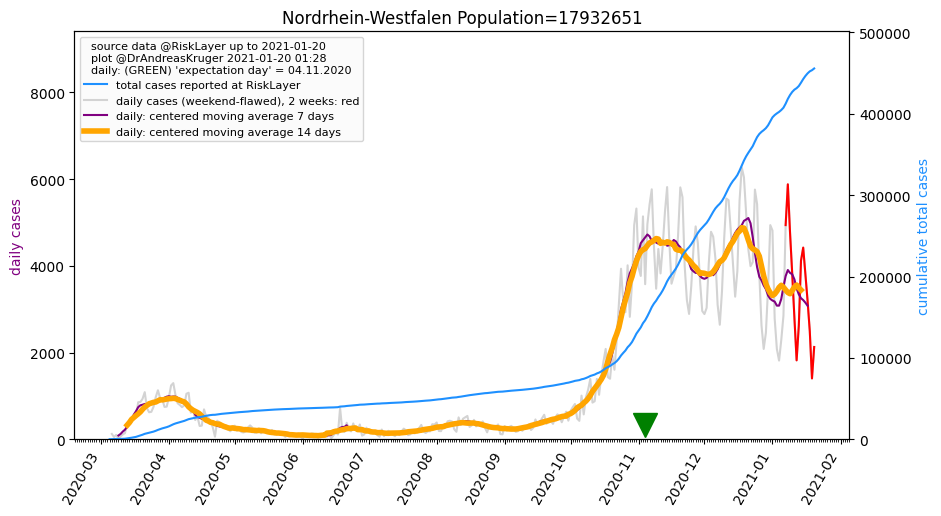 Nordrhein-Westfalen Population=17932651
source data @RiskLayer up to 2021-01-20
plot @DrAndreasKruger 2021-01-20 01:28
daily: (GREEN) 'expectation day' = 04.11.2020
total cases reported at RiskLayer
daily cases (weekend-flawed), 2 weeks: red
daily: centered moving average 7 days
daily: centered moving average 14 days
daily cases
8000
6000
4000
2000
0
500000
400000
300000
200000
100000
0
cumulative total cases
2020-03
2020-04
2020-05
2020-06
2020-07
2020-08
2020-09
2020-10
2020-11
2020-12
2021-01
2021-02